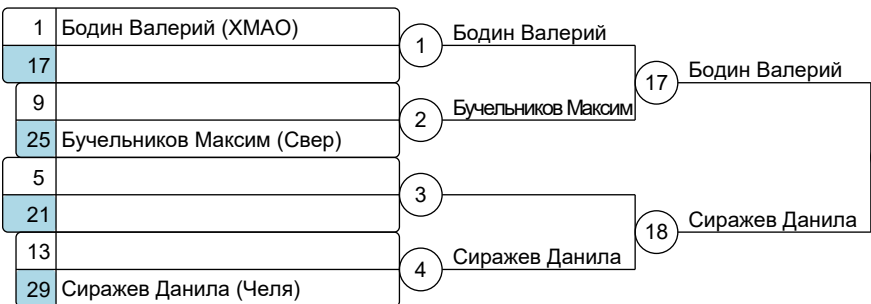 1 Бодин Валерий (ХМАО)
17
1 Бодин Валерий
9
25 Бучельников Максим (Свер)
2 Бучельников Максим
17 Бодин Валерий
5
21
3
13
29 Сиражев Данила (Челя)
4 Сиражев Данила
18 Сиражев Данила